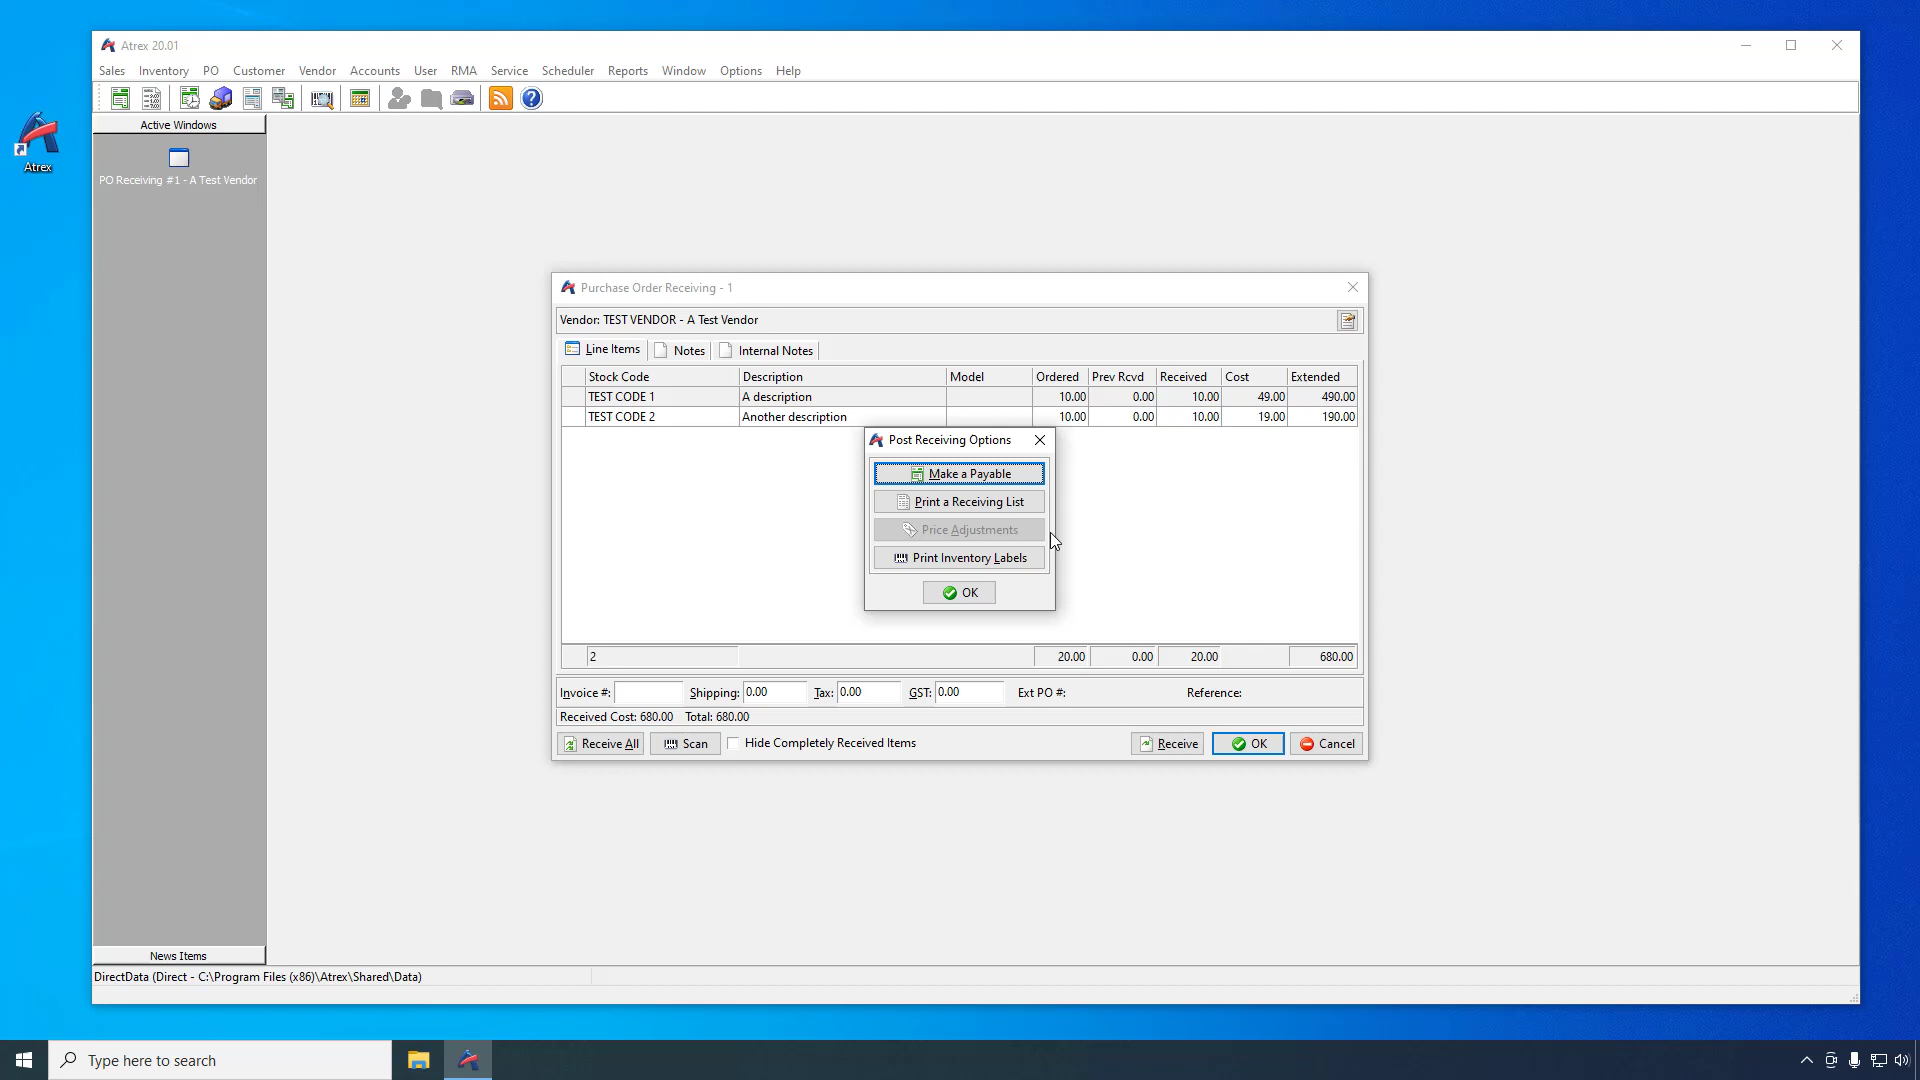 Atrex 20.01
Sales Inventory PO Customer Vendor Accounts User RMA Service Scheduler Reports Window Options Help
Active Windows
PO Receiving #1 - A Test Vendor
Atrex
Purchase Order Receiving - 1
Vendor: TEST VENDOR - A Test Vendor
Line Items Notes Internal Notes
Stock Code Description Model Ordered Prev Rcvd Received Cost Extended
TEST CODE 1 A description 10.00 0.00 10.00 49.00 490.00
TEST CODE 2 Another description 10.00 0.00 10.00 19.00 190.00
Post Receiving Options
Make a Payable
Print a Receiving List
Price Adjustments
Print Inventory Labels
OK
2 20.00 0.00 20.00 680.00
Invoice #: Shipping: 0.00 Tax: 0.00 GST: 0.00 Ext PO #: Reference:
Received Cost: 680.00 Total: 680.00
Receive All Scan Hide Completely Received Items Receive OK Cancel
News Items
DirectData (Direct - C:\Program Files (x86)\Atrex\Shared\Data)
Type here to search